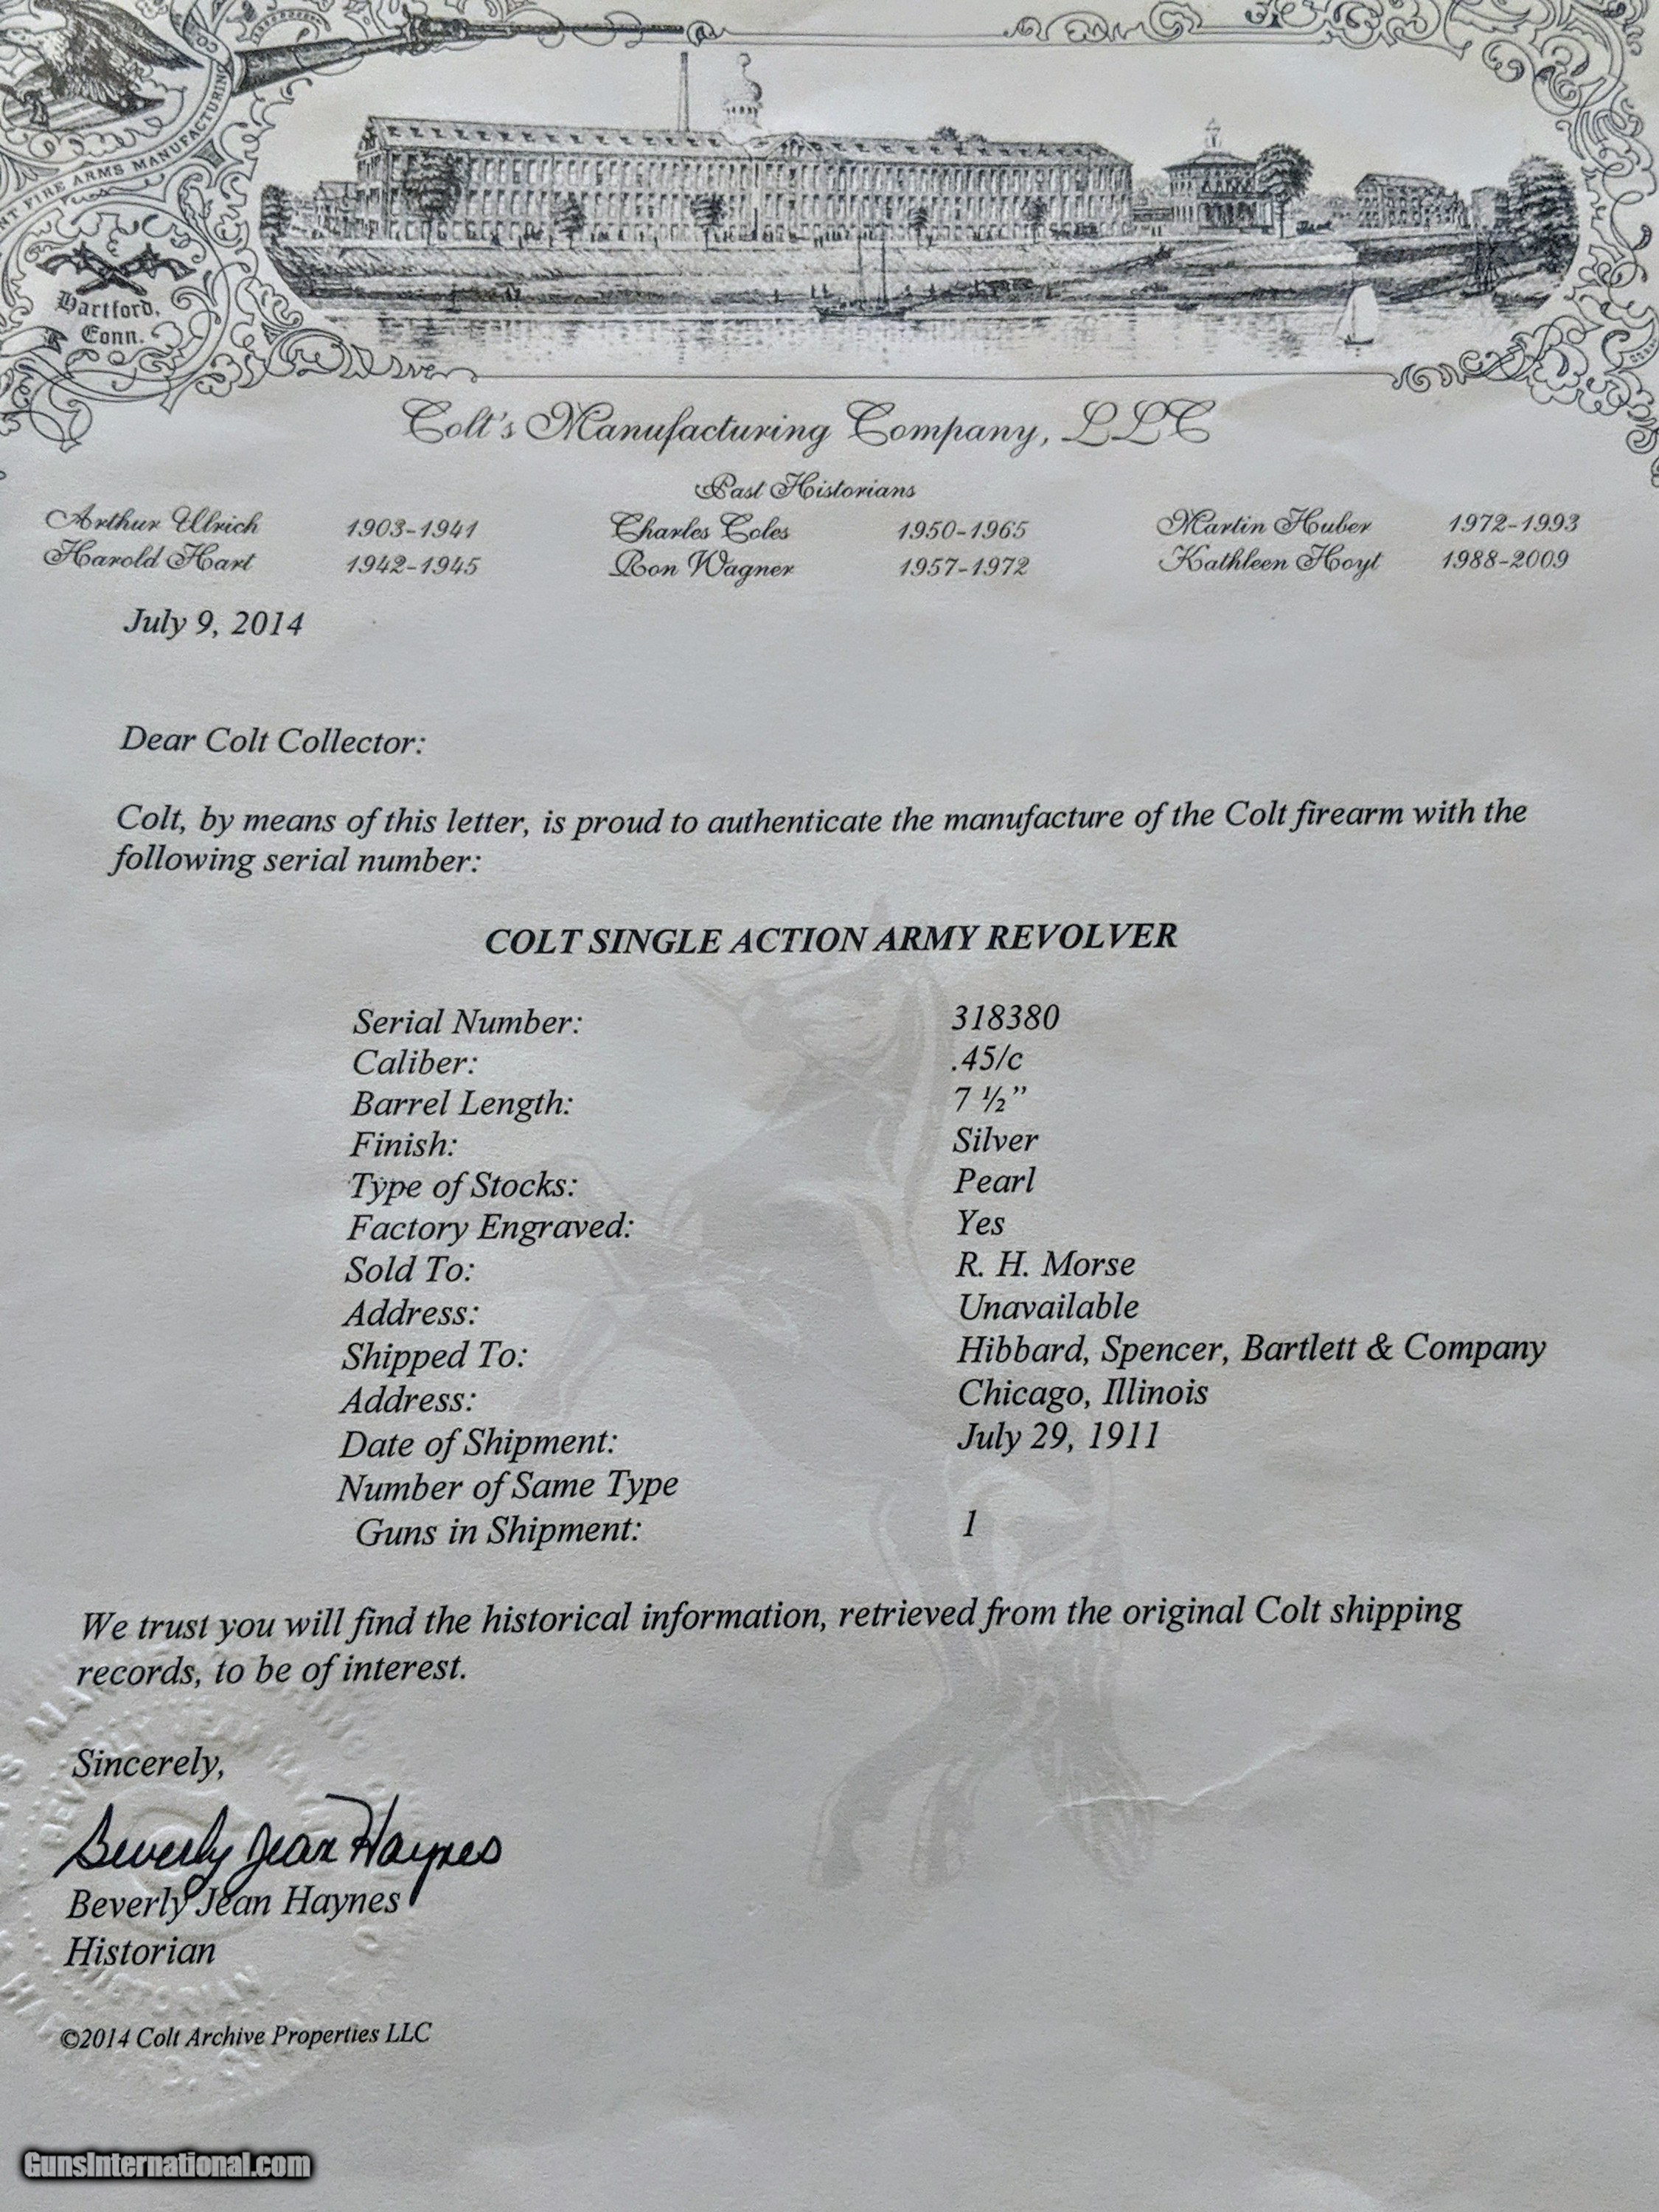 NT FIRE ARMS MANUFACTURING
Hartford,
Conn.
Colt's Manufacturing Company, LLC
Past Historians
Arthur Ulrich 1903-1941 Charles Coles 1950-1965 Martin Huber 1972-1993
Harold Hart 1942-1945 Ron Wagner 1957-1972 Kathleen Hoyt 1988-2009
July 9, 2014
Dear Colt Collector:
Colt, by means of this letter, is proud to authenticate the manufacture of the Colt firearm with the
following serial number:
COLT SINGLE ACTION ARMY REVOLVER
Serial Number: 318380
Caliber: .45/c
Barrel Length: 7 ½”
Finish: Silver
Type of Stocks: Pearl
Factory Engraved: Yes
Sold To: R. H. Morse
Address: Unavailable
Shipped To: Hibbard, Spencer, Bartlett & Company
Address: Chicago, Illinois
Date of Shipment: July 29, 1911
Number of Same Type
Guns in Shipment: 1
We trust you will find the historical information, retrieved from the original Colt shipping
records, to be of interest.
Sincerely,
Beverly Jean Haynes
Beverly Jean Haynes
Historian
©2014 Colt Archive Properties LLC
GunsInternational.com